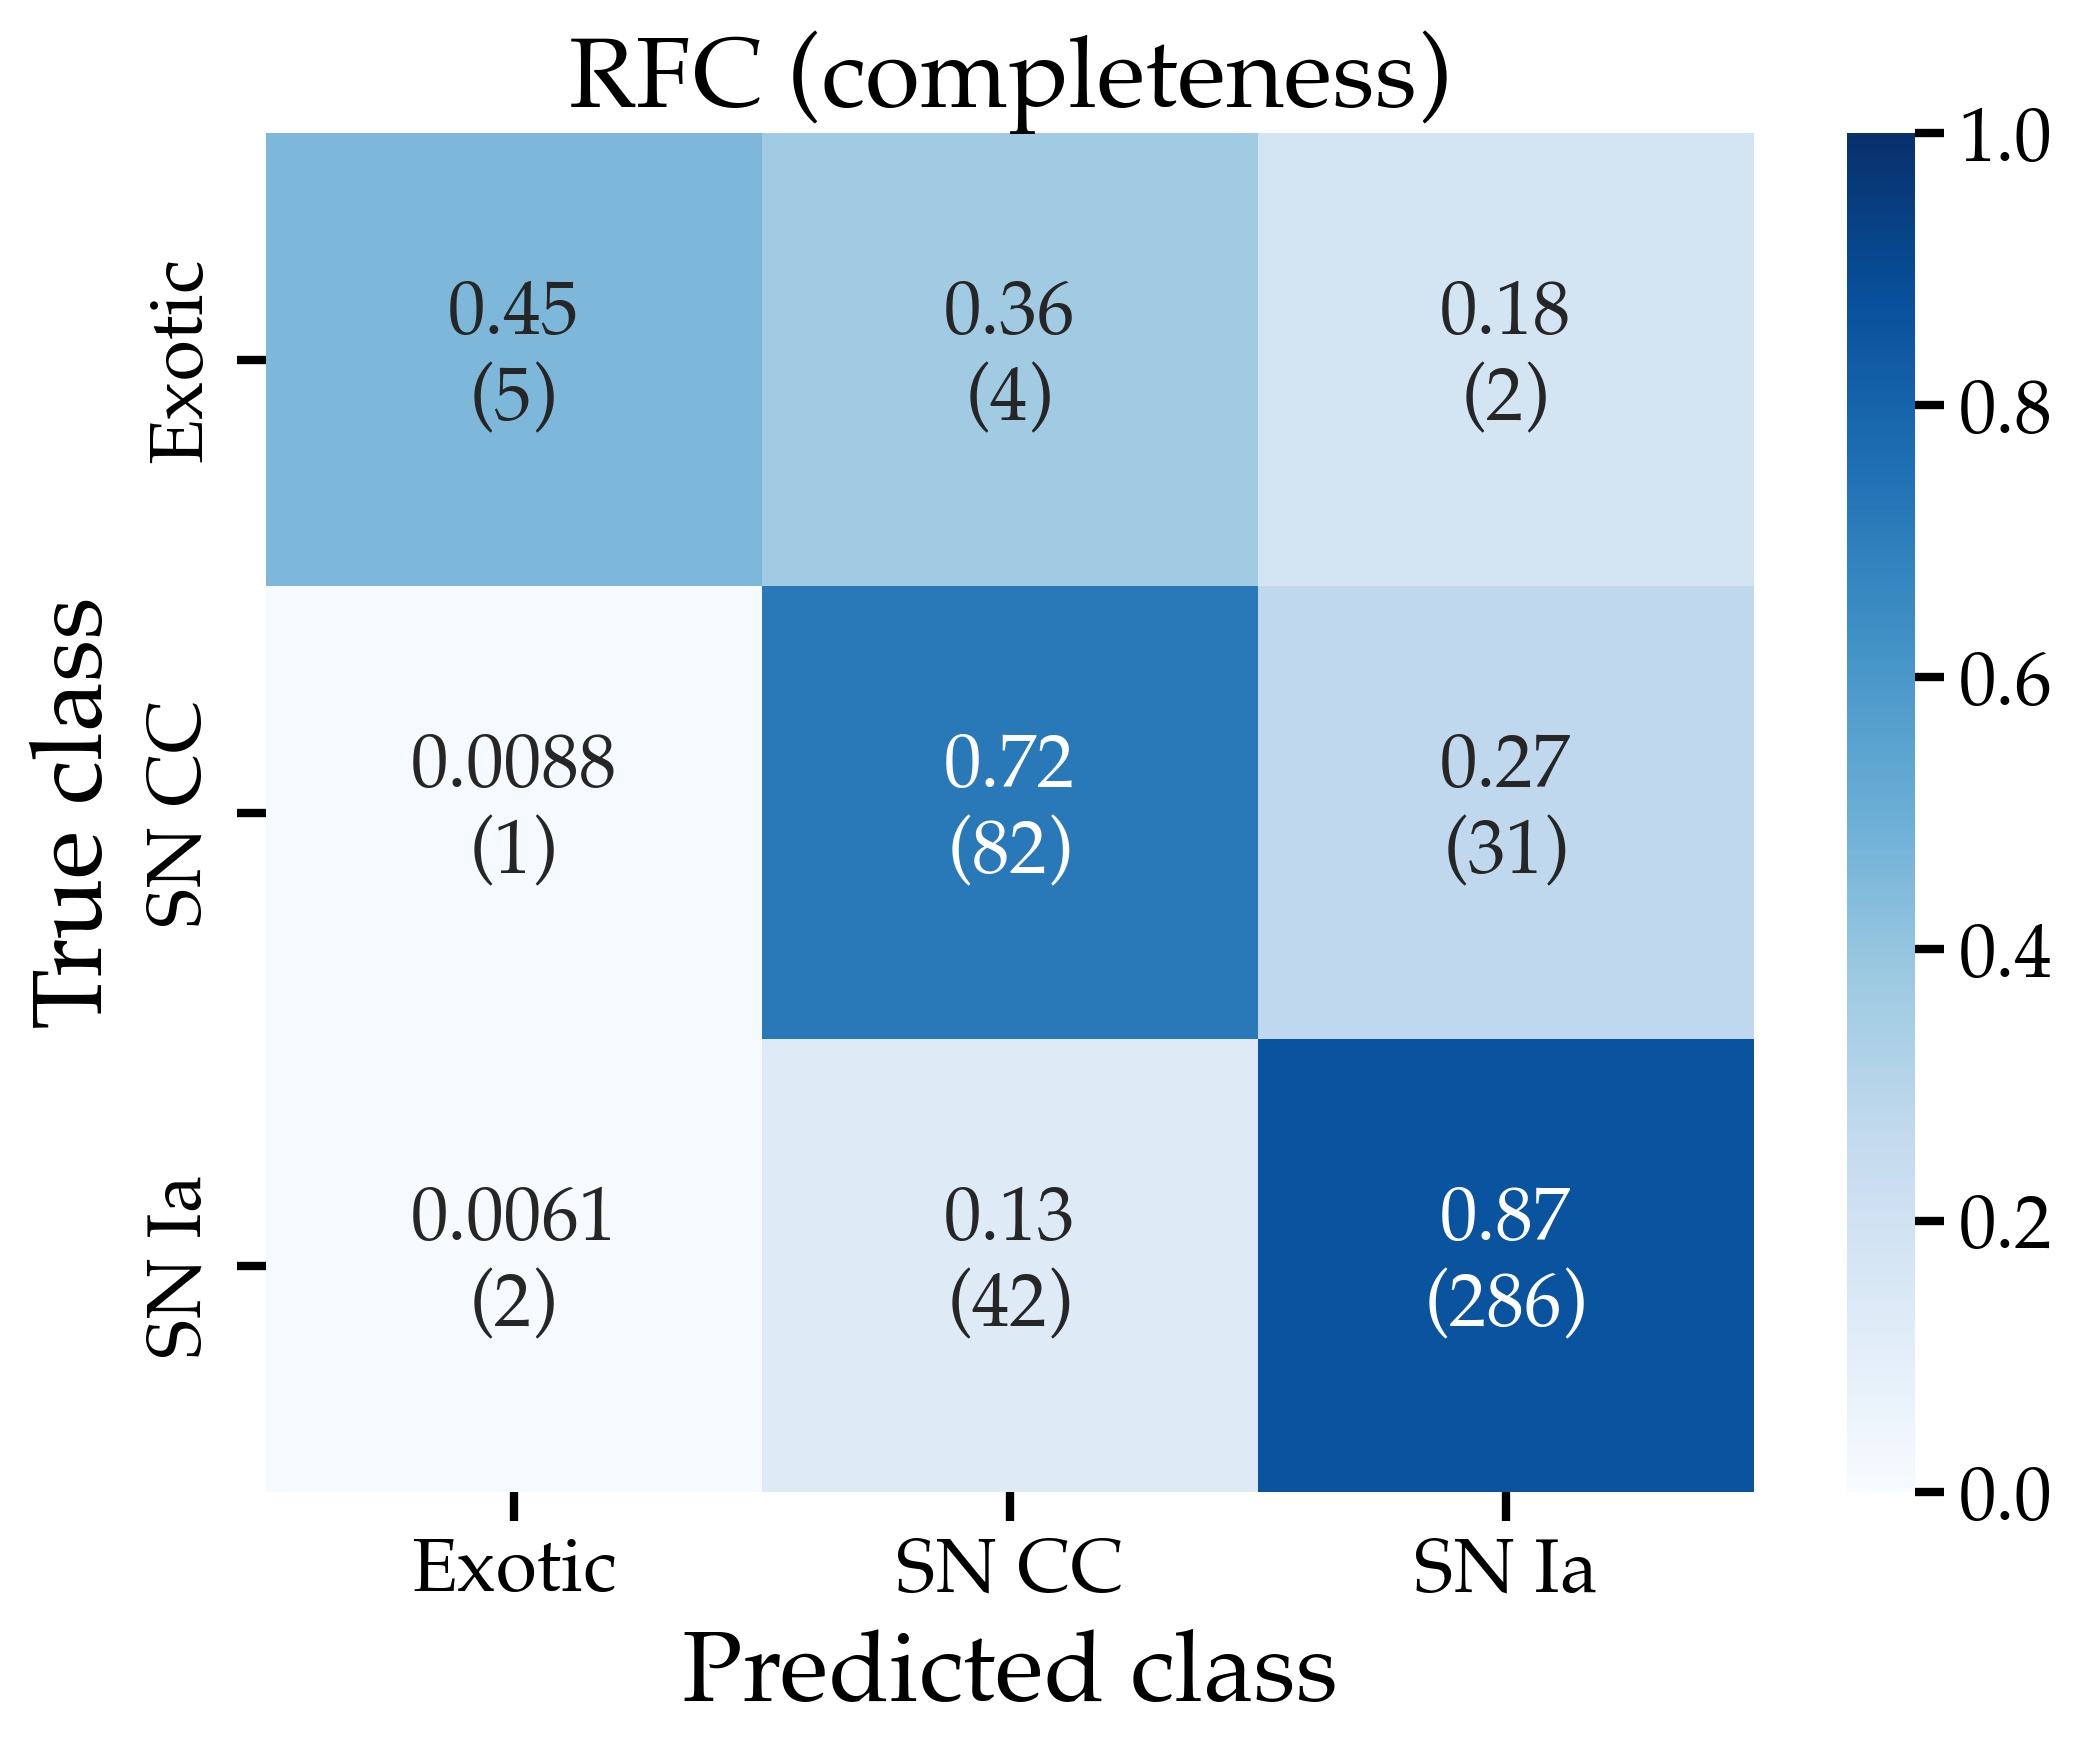 RFC (completeness)
True class
Exotic
SN CC
SN Ia
0.45
(5)
0.36
(4)
0.18
(2)
0.0088
(1)
0.72
(82)
0.27
(31)
0.0061
(2)
0.13
(42)
0.87
(286)
Exotic
SN CC
SN Ia
Predicted class
1.0
0.8
0.6
0.4
0.2
0.0